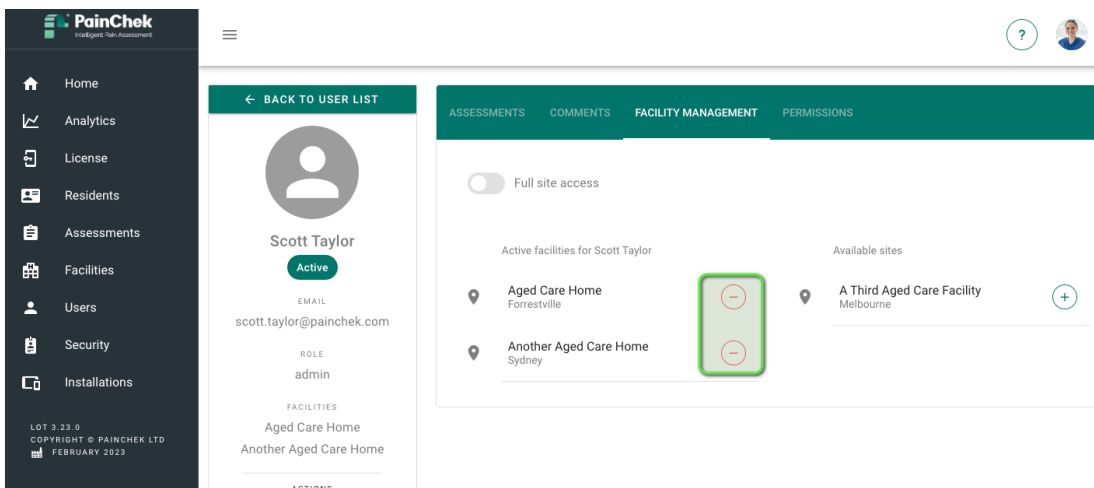 PainChek
Intelligent Pain Assessment
?
Home
Analytics
License
Residents
Assessments
Facilities
Users
Security
Installations
LOT 3.23.0
COPYRIGHT © PAINCHEK LTD
FEBRUARY 2023
← BACK TO USER LIST
Scott Taylor
Active
EMAIL
scott.taylor@painchek.com
ROLE
admin
FACILITIES
Aged Care Home
Another Aged Care Home
ACTIONS
ASSESSMENTS COMMENTS FACILITY MANAGEMENT PERMISSIONS
Full site access
Active facilities for Scott Taylor
Aged Care Home
Forrestville
Another Aged Care Home
Sydney
Available sites
A Third Aged Care Facility
Melbourne